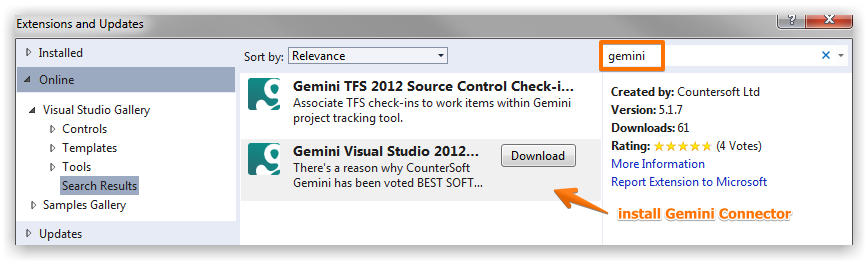 Extensions and Updates
?
Installed
Sort by: Relevance
gemini
Online
Visual Studio Gallery
Controls
Templates
Tools
Search Results
Samples Gallery
Updates
Gemini TFS 2012 Source Control Check-i...
Associate TFS check-ins to work items within Gemini
project tracking tool.
Gemini Visual Studio 2012...
Download
There's a reason why CounterSoft
Gemini has been voted BEST SOFT...
Created by: Countersoft Ltd
Version: 5.1.7
Downloads: 61
Rating: (4 Votes)
More Information
Report Extension to Microsoft
install Gemini Connector